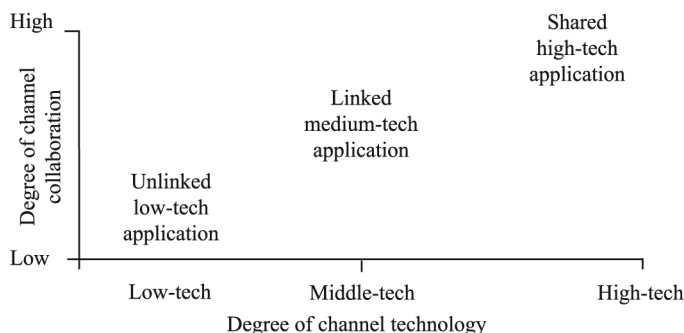 High
Shared
high-tech
application
Linked
medium-tech
application
Degree of channel
collaboration
Unlinked
low-tech
application
Low
Low-tech
Middle-tech
High-tech
Degree of channel technology